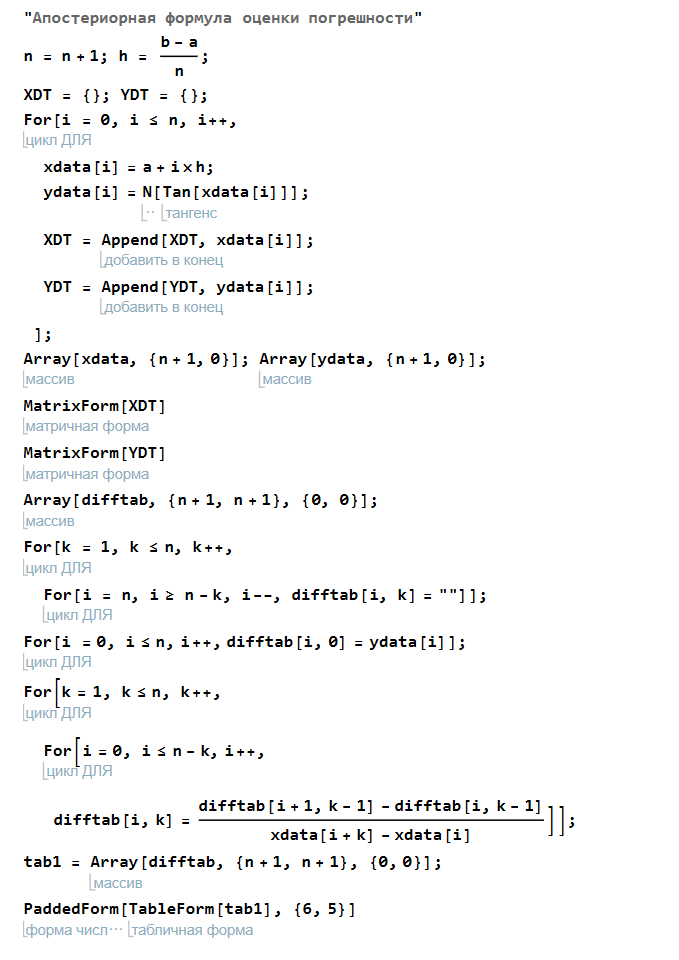 "Апостериорная формула оценки погрешности"
n = n + 1; h = (b - a)/n;
XDT = {}; YDT = {};
For[i = 0, i ≤ n, i++,
цикл ДЛЯ
xdata[i] = a + i × h;
ydata[i] = N[Tan[xdata[i]]];
·· тангенс
XDT = Append[XDT, xdata[i]];
добавить в конец
YDT = Append[YDT, ydata[i]];
добавить в конец
];
Array[xdata, {n + 1, 0}]; Array[ydata, {n + 1, 0}];
массив массив
MatrixForm[XDT]
матричная форма
MatrixForm[YDT]
матричная форма
Array[difftab, {n + 1, n + 1}, {0, 0}];
массив
For[k = 1, k ≤ n, k++,
цикл ДЛЯ
For[i = n, i ≥ n - k, i--, difftab[i, k] = ""]];
цикл ДЛЯ
For[i = 0, i ≤ n, i++, difftab[i, 0] = ydata[i]];
цикл ДЛЯ
For[k = 1, k ≤ n, k++,
цикл ДЛЯ
For[i = 0, i ≤ n - k, i++,
цикл ДЛЯ
difftab[i, k] = (difftab[i + 1, k - 1] - difftab[i, k - 1])/(xdata[i + k] - xdata[i])]];
tab1 = Array[difftab, {n + 1, n + 1}, {0, 0}];
массив
PaddedForm[TableForm[tab1], {6, 5}]
форма числ··· табличная форма